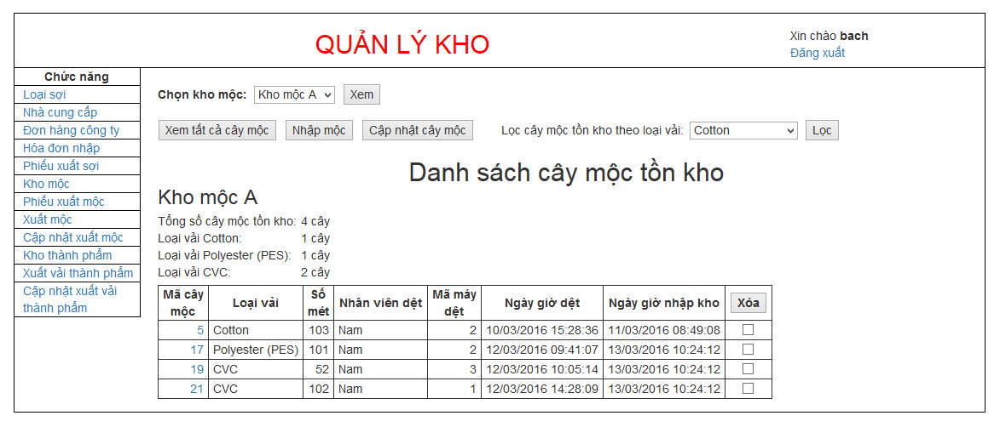 QUẢN LÝ KHO
Xin chào bach
Đăng xuất
Chức năng
Loại sợi
Nhà cung cấp
Đơn hàng công ty
Hóa đơn nhập
Phiếu xuất sợi
Kho mộc
Phiếu xuất mộc
Xuất mộc
Cập nhật xuất mộc
Kho thành phẩm
Xuất vải thành phẩm
Cập nhật xuất vải
thành phẩm
Chọn kho mộc: Kho mộc A Xem
Xem tất cả cây mộc Nhập mộc Cập nhật cây mộc Lọc cây mộc tồn kho theo loại vải: Cotton Lọc
Danh sách cây mộc tồn kho
Kho mộc A
Tổng số cây mộc tồn kho: 4 cây
Loại vải Cotton: 1 cây
Loại vải Polyester (PES): 1 cây
Loại vải CVC: 2 cây
Mã cây mộc Loại vải Số mét Nhân viên dệt Mã máy dệt Ngày giờ dệt Ngày giờ nhập kho Xóa
5 Cotton 103 Nam 2 10/03/2016 15:28:36 11/03/2016 08:49:08
17 Polyester (PES) 101 Nam 2 12/03/2016 09:41:07 13/03/2016 10:24:12
19 CVC 52 Nam 3 12/03/2016 10:05:14 13/03/2016 10:24:12
21 CVC 102 Nam 1 12/03/2016 14:28:09 13/03/2016 10:24:12